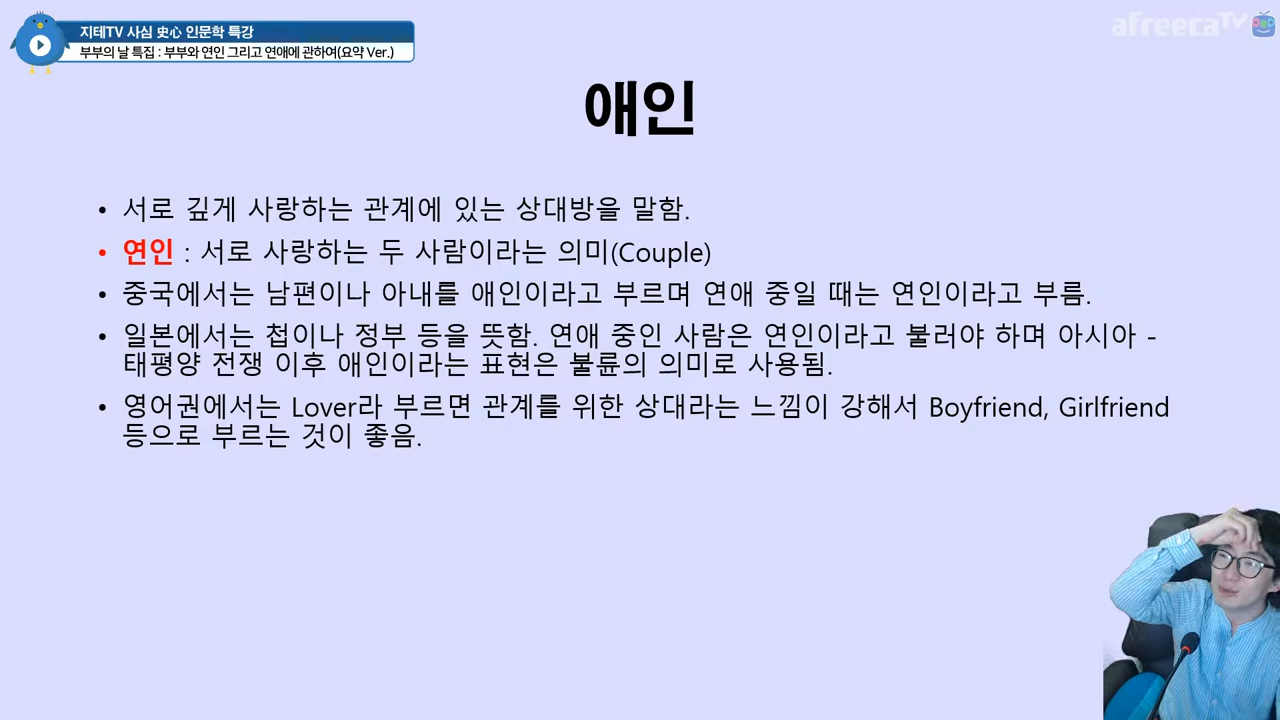 지테TV 사심 史心 인문학 특강
부부의 날 특집 : 부부와 연인 그리고 연애에 관하여(요약 Ver.)
afreecaTV
애인
• 서로 깊게 사랑하는 관계에 있는 상대방을 말함.
• 연인 : 서로 사랑하는 두 사람이라는 의미(Couple)
• 중국에서는 남편이나 아내를 애인이라고 부르며 연애 중일 때는 연인이라고 부름.
• 일본에서는 첩이나 정부 등을 뜻함. 연애 중인 사람은 연인이라고 불러야 하며 아시아 -
태평양 전쟁 이후 애인이라는 표현은 불륜의 의미로 사용됨.
• 영어권에서는 Lover라 부르면 관계를 위한 상대라는 느낌이 강해서 Boyfriend, Girlfriend
등으로 부르는 것이 좋음.